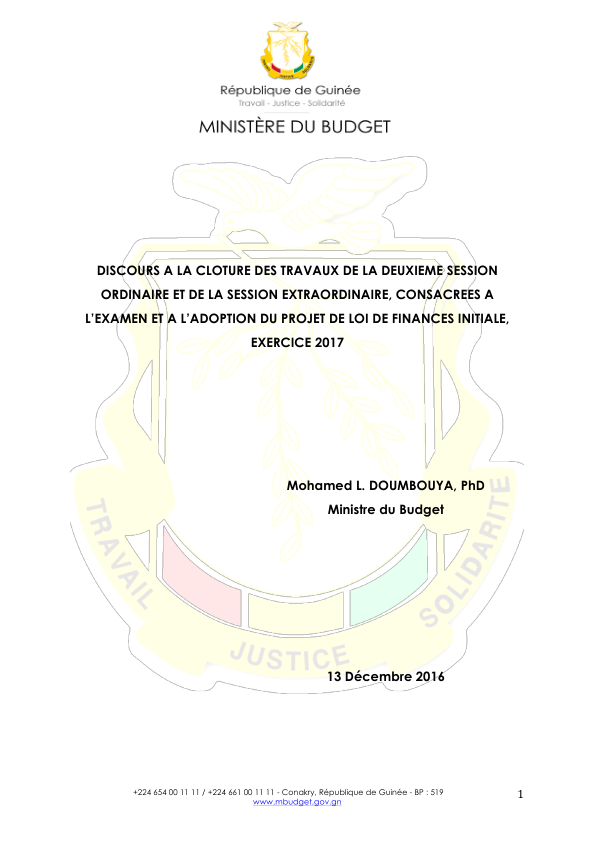 République de Guinée
Travail - Justice - Solidarité
MINISTÈRE DU BUDGET
DISCOURS A LA CLOTURE DES TRAVAUX DE LA DEUXIEME SESSION
ORDINAIRE ET DE LA SESSION EXTRAORDINAIRE, CONSACREES A
L'EXAMEN ET A L'ADOPTION DU PROJET DE LOI DE FINANCES INITIALE,
EXERCICE 2017
Mohamed L. DOUMBOUYA, PhD
Ministre du Budget
TRAVAIL
JUSTICE
SOLIDARITE
13 Décembre 2016
+224 654 00 11 11 / +224 661 00 11 11 - Conakry, République de Guinée - BP : 519
www.mbudget.gov.gn
1